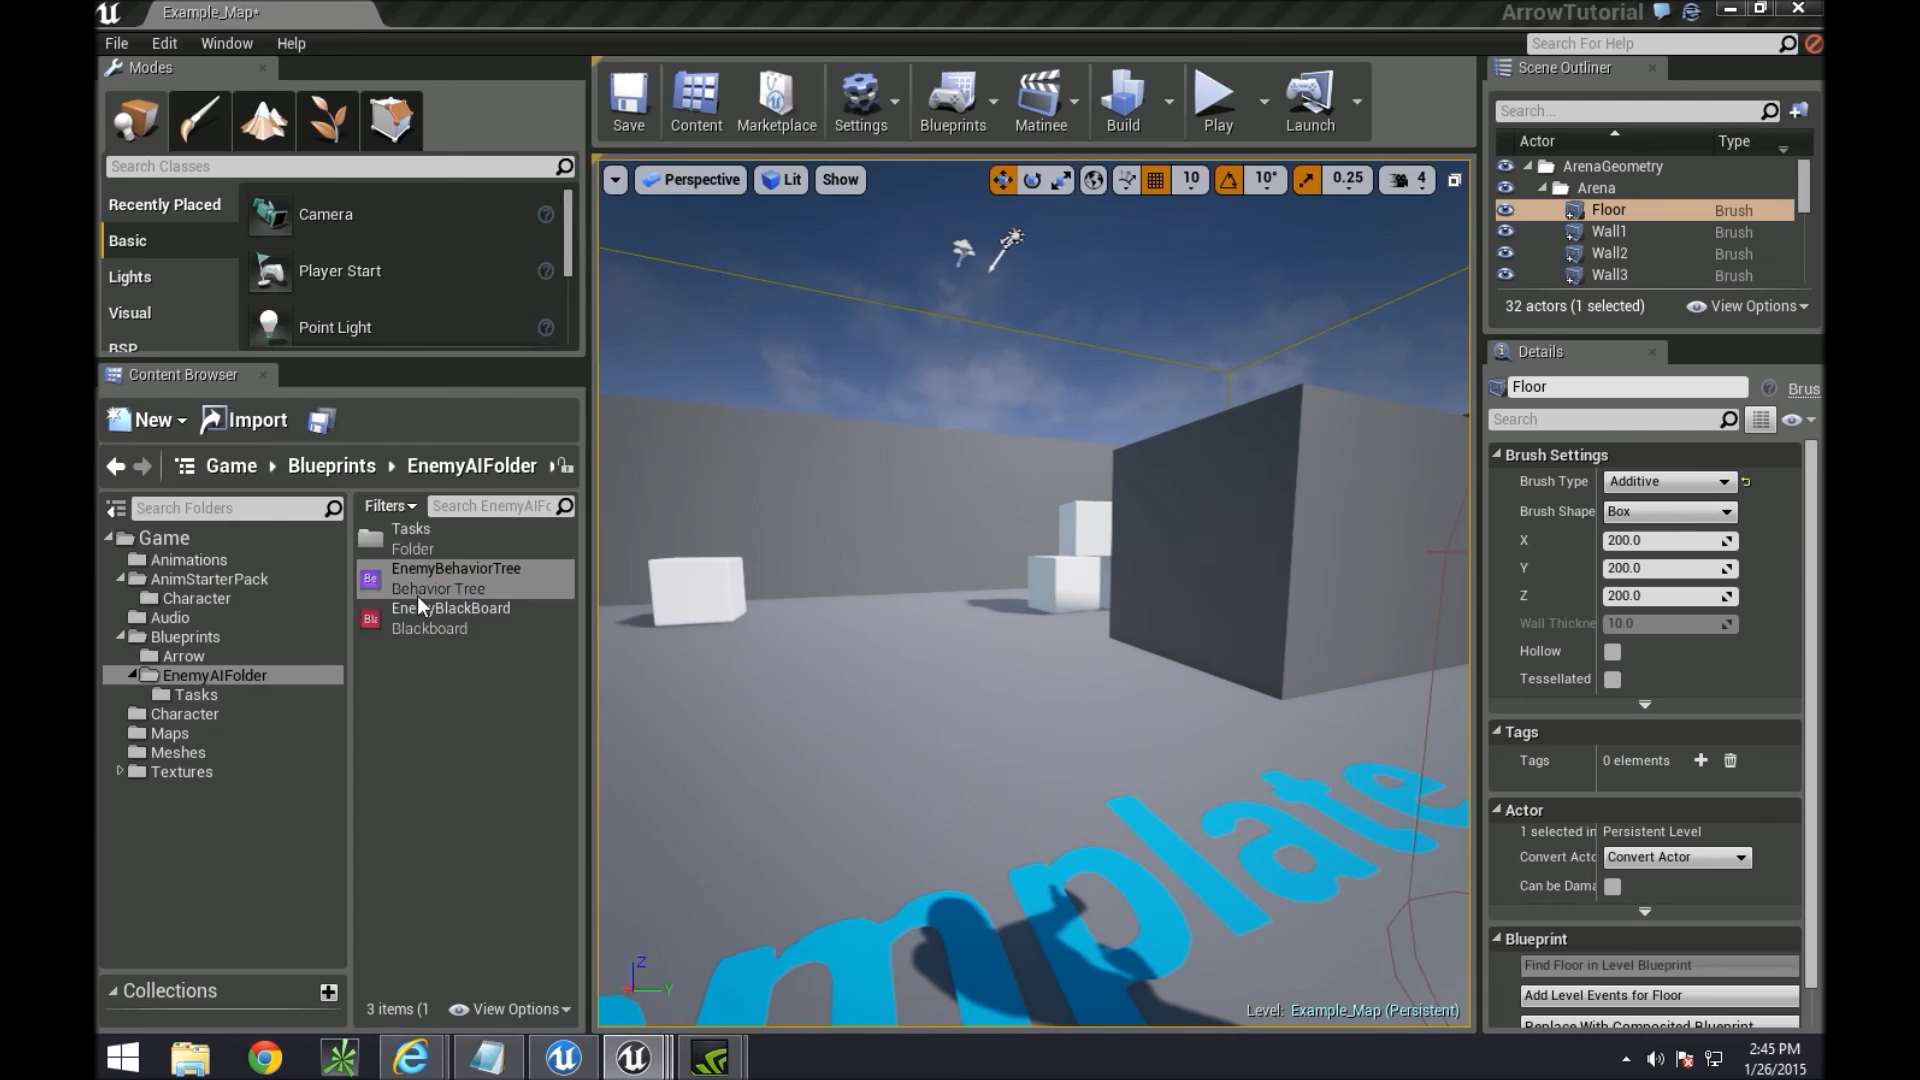 Example_Map*
ArrowTutorial
File Edit Window Help
Search For Help
Modes
Search Classes
Recently Placed
Basic
Lights
Visual
BSP
Camera
Player Start
Point Light
Save
Content
Marketplace
Settings
Blueprints
Matinee
Build
Play
Launch
Perspective
Lit
Show
10
10°
0.25
4
Scene Outliner
Search...
Actor Type
ArenaGeometry
Arena
Floor Brush
Wall1 Brush
Wall2 Brush
Wall3 Brush
32 actors (1 selected)
View Options
Content Browser
New
Import
Game Blueprints EnemyAIFolder
Search Folders
Game
Animations
AnimStarterPack
Character
Audio
Blueprints
Arrow
EnemyAIFolder
Tasks
Character
Maps
Meshes
Textures
Collections
Filters
Search EnemyAIFo
Tasks
Folder
Be
EnemyBehaviorTree
Behavior Tree
Bla
EnemyBlackBoard
Blackboard
3 items (1
View Options
mplate
Z
Y
Level: Example_Map (Persistent)
Details
Floor
Brus
Search
Brush Settings
Brush Type Additive
Brush Shape Box
X 200.0
Y 200.0
Z 200.0
Wall Thickne 10.0
Hollow
Tessellated
Tags
Tags 0 elements
Actor
1 selected in Persistent Level
Convert Acto Convert Actor
Can be Dama
Blueprint
Find Floor in Level Blueprint
Add Level Events for Floor
Replace With Composited Blueprint
2:45 PM
1/26/2015